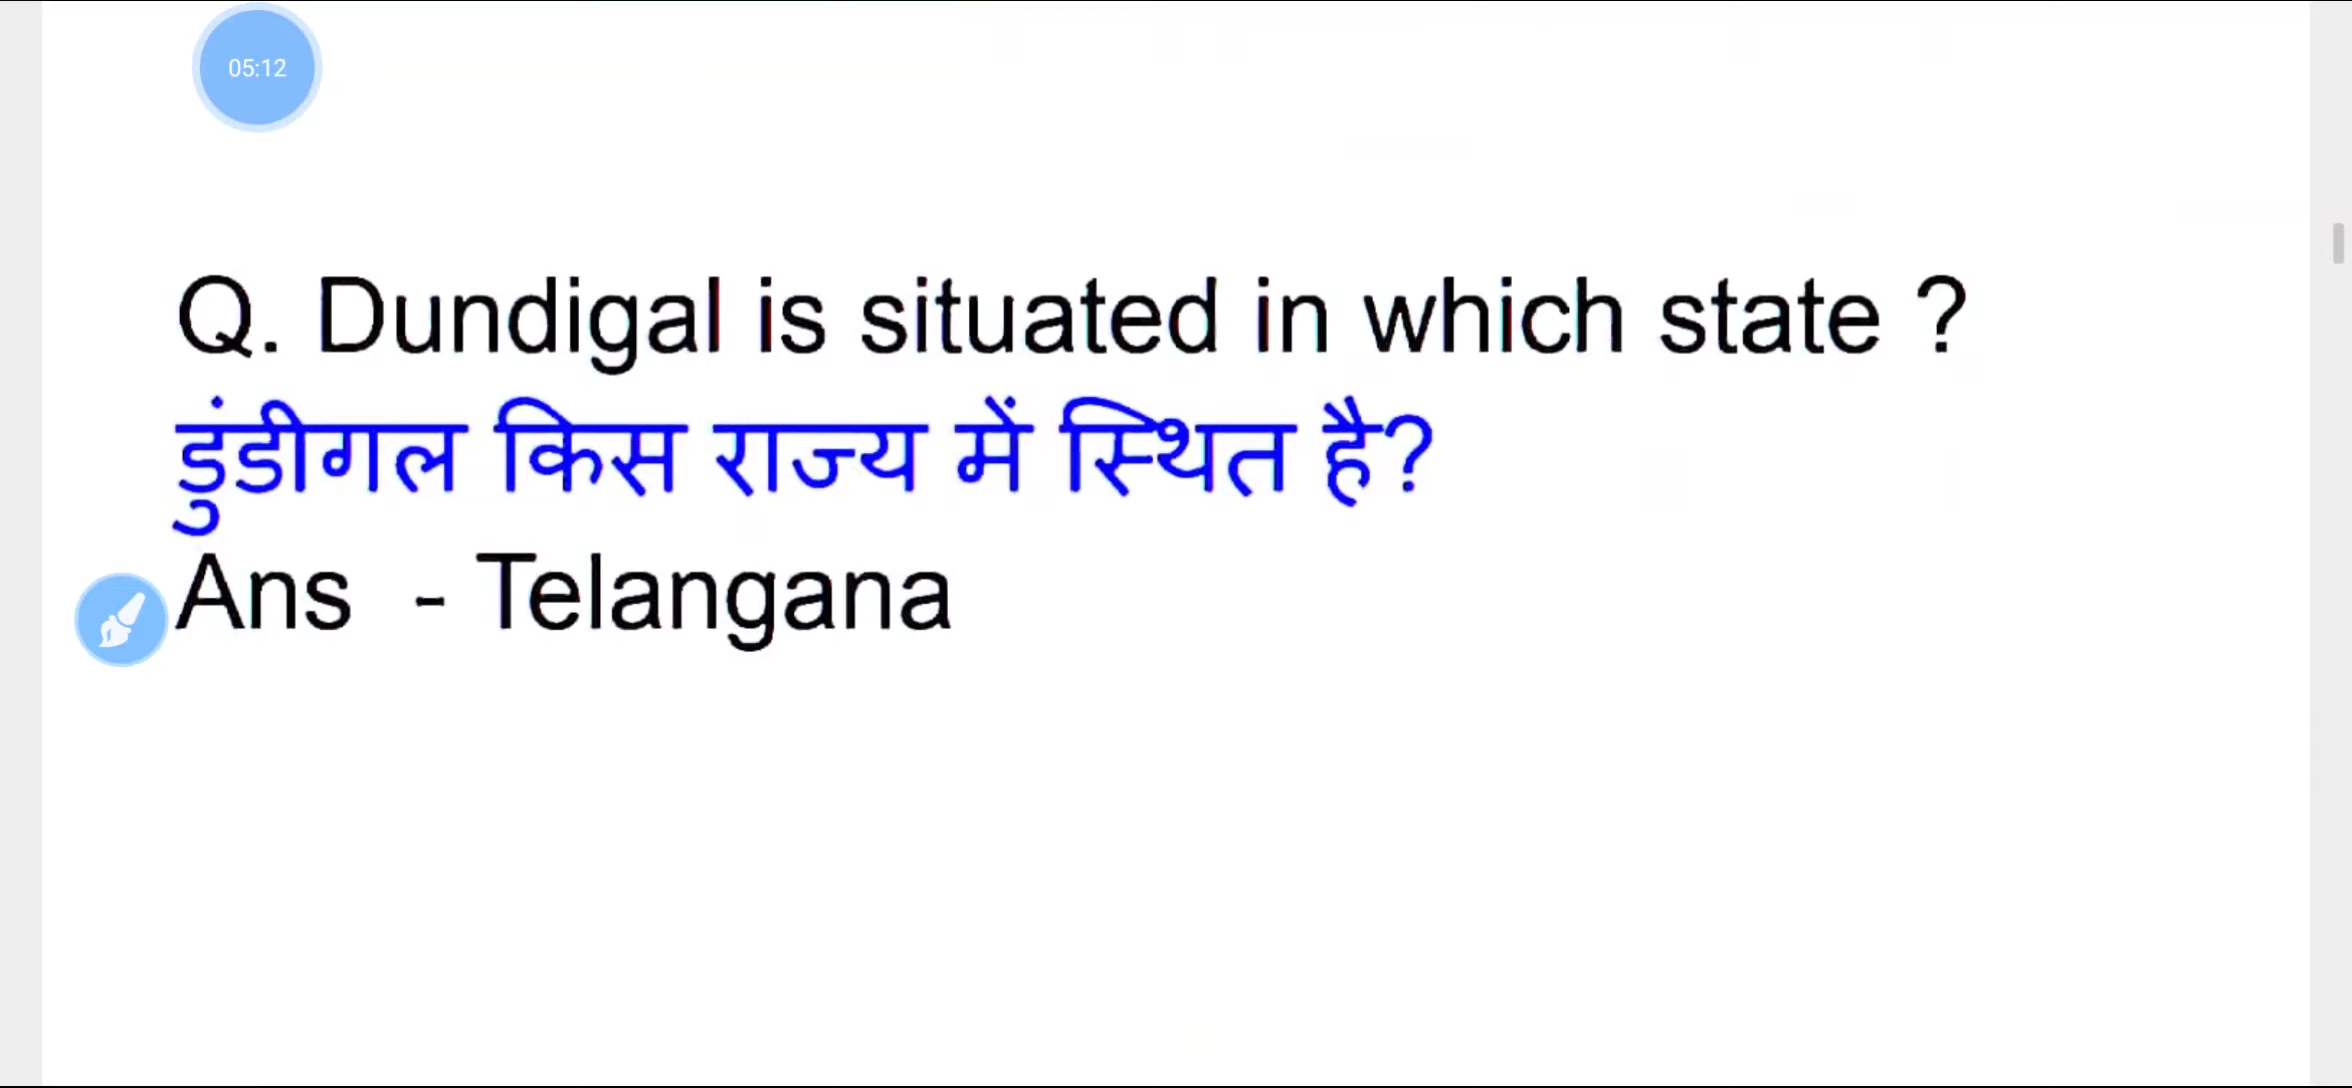 05:12
Q. Dundigal is situated in which state ?
डुंडीगल किस राज्य में स्थित है?
Ans - Telangana